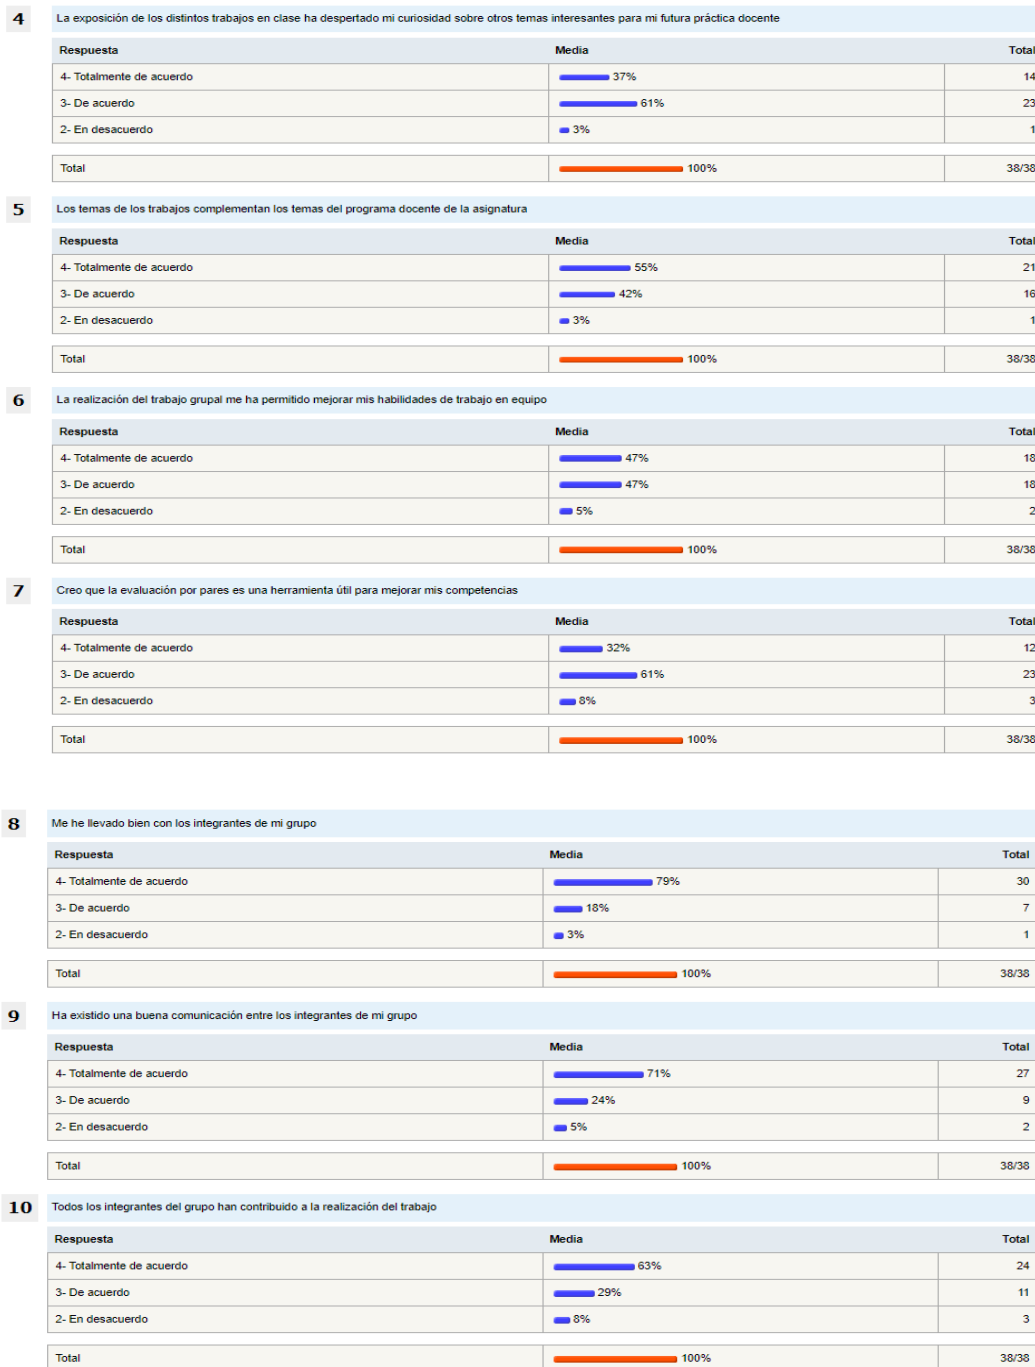 4 La exposición de los distintos trabajos en clase ha despertado mi curiosidad sobre otros temas interesantes para mi futura práctica docente
Respuesta Media Total
4- Totalmente de acuerdo 37% 14
3- De acuerdo 61% 23
2- En desacuerdo 3% 1
Total 100% 38/38
5 Los temas de los trabajos complementan los temas del programa docente de la asignatura
Respuesta Media Total
4- Totalmente de acuerdo 55% 21
3- De acuerdo 42% 16
2- En desacuerdo 3% 1
Total 100% 38/38
6 La realización del trabajo grupal me ha permitido mejorar mis habilidades de trabajo en equipo
Respuesta Media Total
4- Totalmente de acuerdo 47% 18
3- De acuerdo 47% 18
2- En desacuerdo 5% 2
Total 100% 38/38
7 Creo que la evaluación por pares es una herramienta útil para mejorar mis competencias
Respuesta Media Total
4- Totalmente de acuerdo 32% 12
3- De acuerdo 61% 23
2- En desacuerdo 8% 3
Total 100% 38/38
8 Me he llevado bien con los integrantes de mi grupo
Respuesta Media Total
4- Totalmente de acuerdo 79% 30
3- De acuerdo 18% 7
2- En desacuerdo 3% 1
Total 100% 38/38
9 Ha existido una buena comunicación entre los integrantes de mi grupo
Respuesta Media Total
4- Totalmente de acuerdo 71% 27
3- De acuerdo 24% 9
2- En desacuerdo 5% 2
Total 100% 38/38
10 Todos los integrantes del grupo han contribuido a la realización del trabajo
Respuesta Media Total
4- Totalmente de acuerdo 63% 24
3- De acuerdo 29% 11
2- En desacuerdo 8% 3
Total 100% 38/38